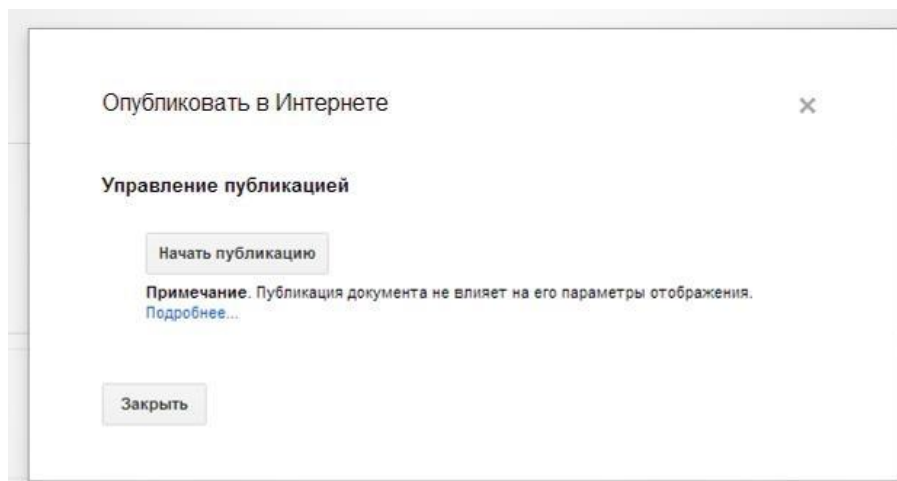 Опубликовать в Интернете
Управление публикацией
Начать публикацию
Примечание. Публикация документа не влияет на его параметры отображения.
Подробнее...
Закрыть